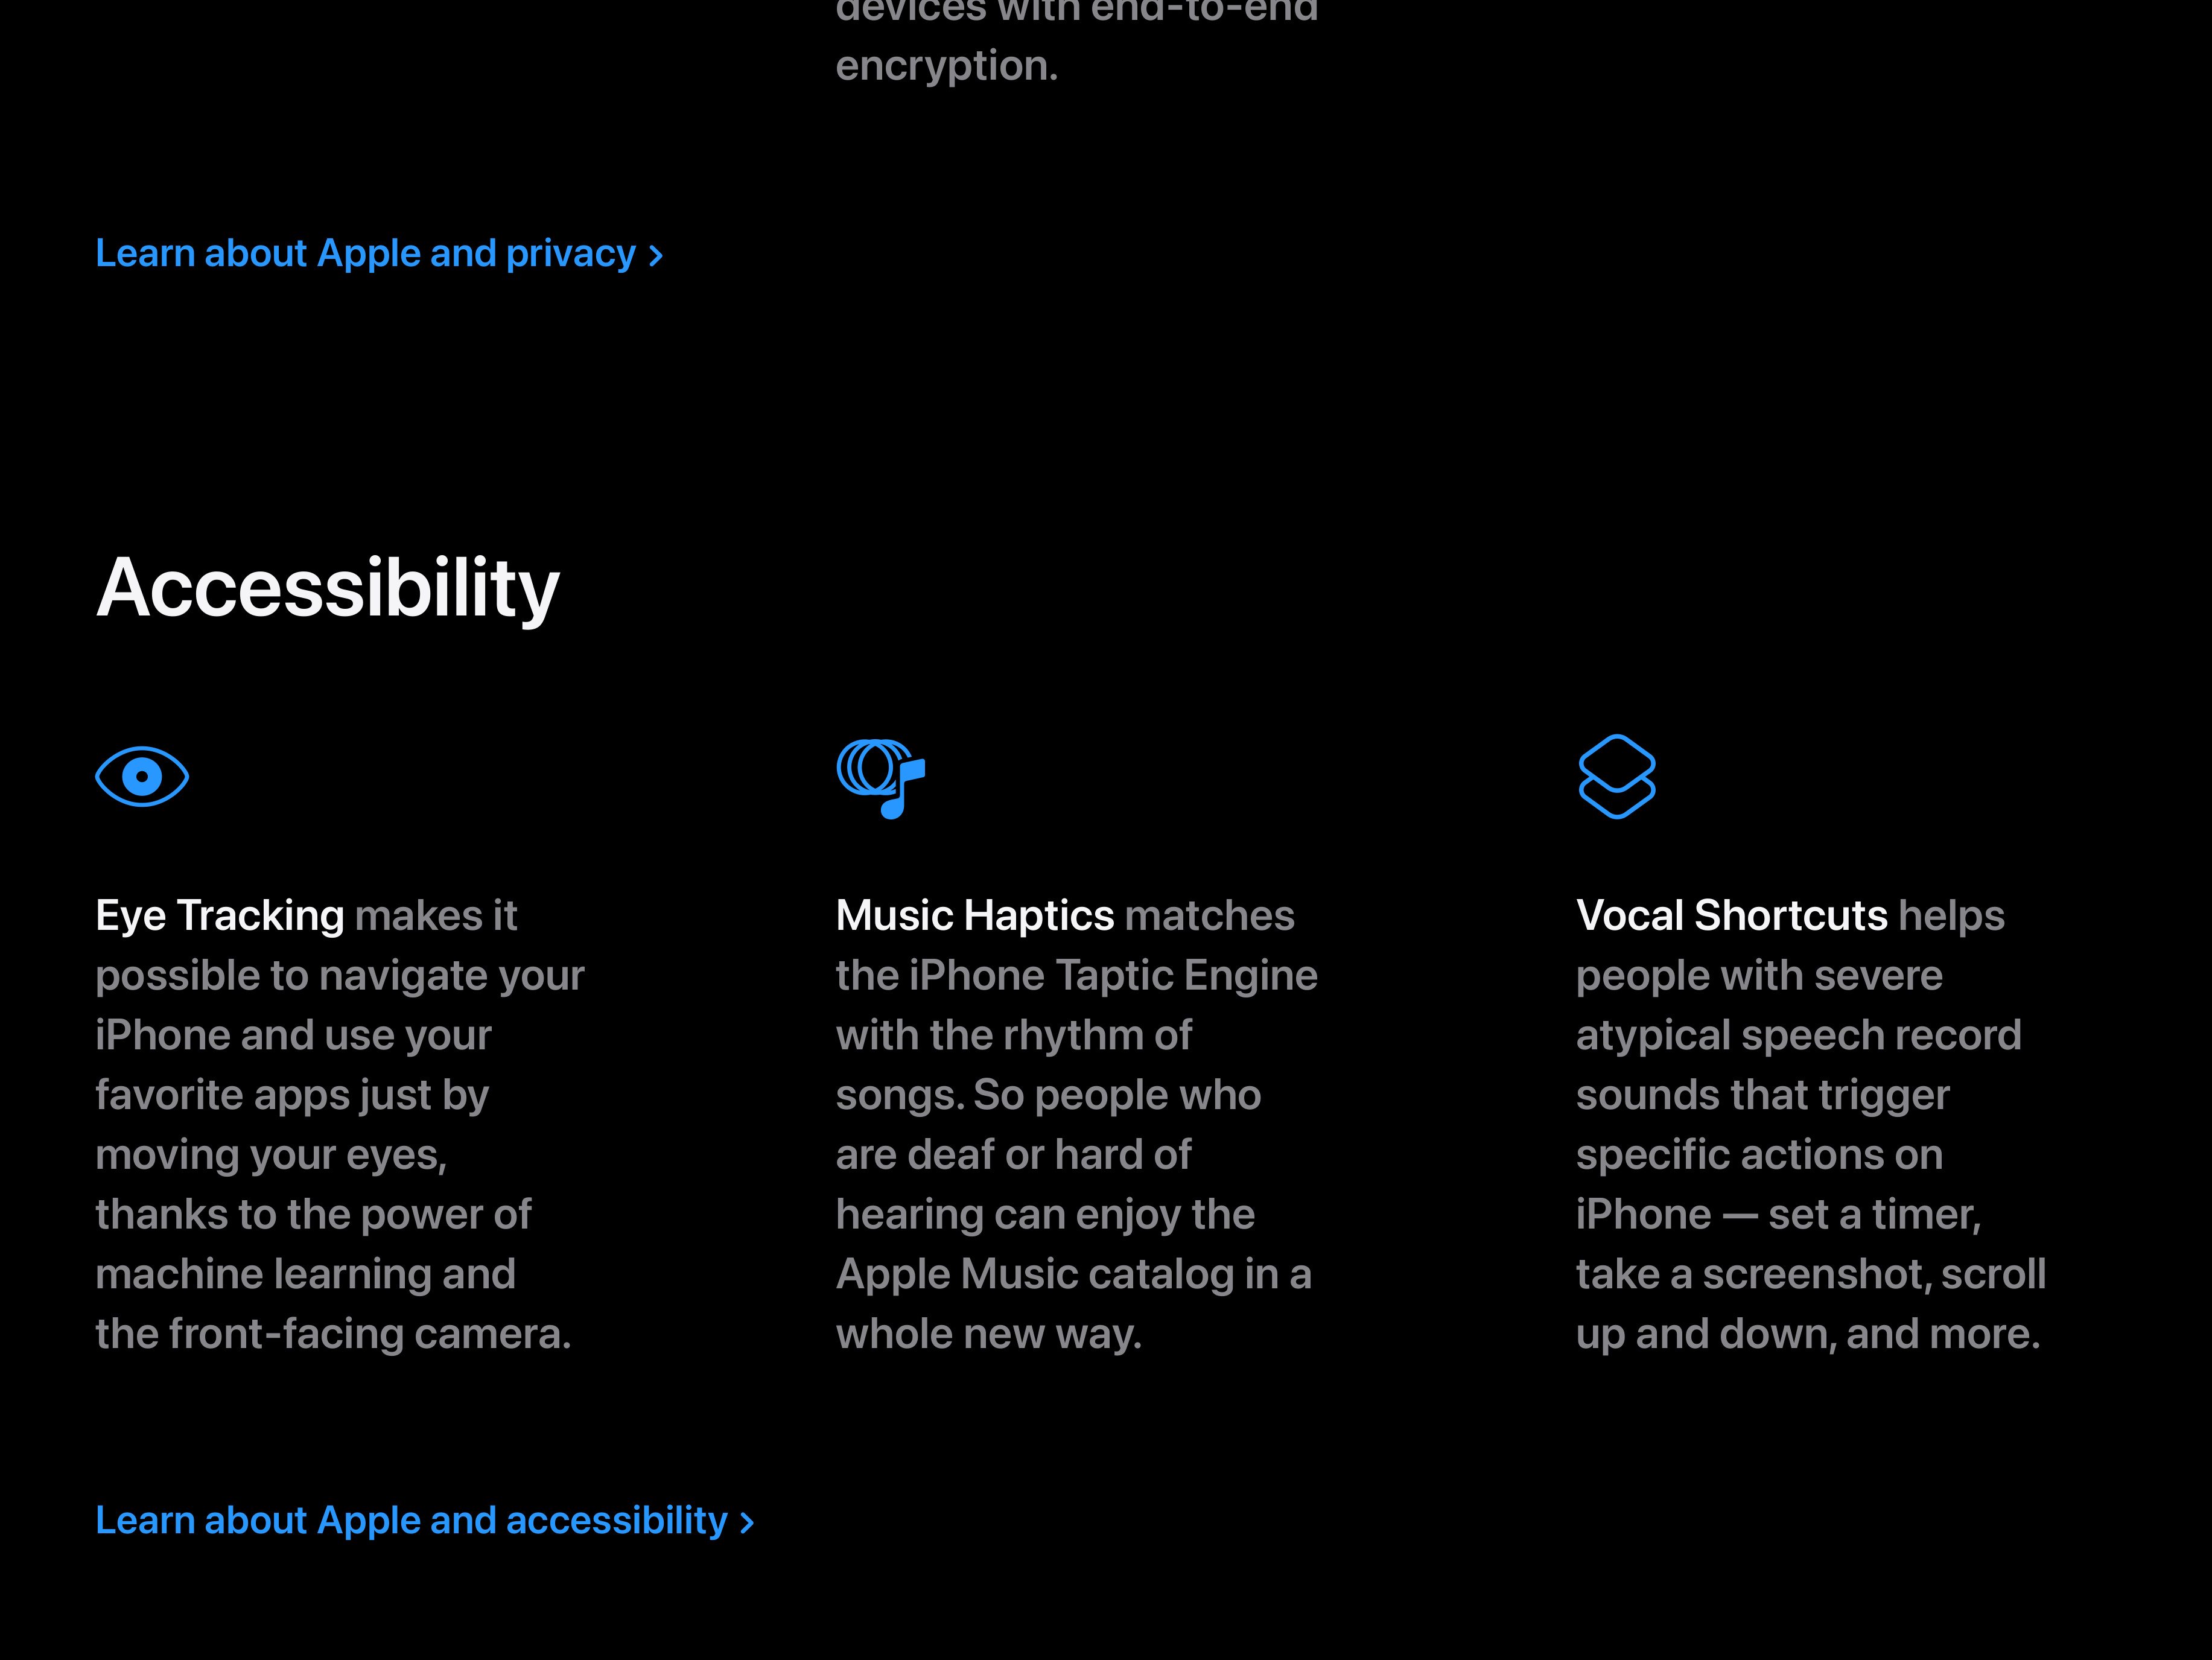 devices with end-to-end
encryption.
Learn about Apple and privacy
Accessibility
Eye Tracking makes it
possible to navigate your
iPhone and use your
favorite apps just by
moving your eyes,
thanks to the power of
machine learning and
the front-facing camera.
Music Haptics matches
the iPhone Taptic Engine
with the rhythm of
songs. So people who
are deaf or hard of
hearing can enjoy the
Apple Music catalog in a
whole new way.
Vocal Shortcuts helps
people with severe
atypical speech record
sounds that trigger
specific actions on
iPhone — set a timer,
take a screenshot, scroll
up and down, and more.
Learn about Apple and accessibility